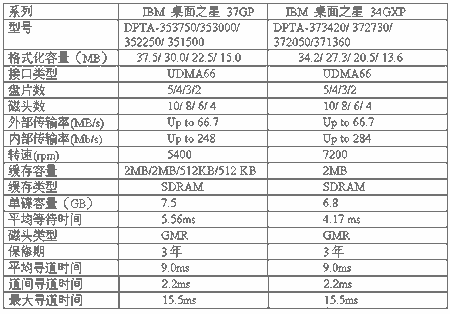 系列 IBM 桌面之星 37GP IBM 桌面之星 34GXP
型号 DPTA-353750/353000/ DPTA-373420/ 372730/
352250/ 351500 372050/371360
格式化容量（MB） 37.5/ 30.0/ 22.5/ 15.0 34.2/ 27.3/ 20.5/ 13.6
接口类型 UDMA66 UDMA66
盘片数 5/4/3/2 5/4/3/2
磁头数 10/ 8/ 6/ 4 10/ 8/ 6/ 4
外部传输率(MB/s) Up to 66.7 Up to 66.7
内部传输率(Mb/s) Up to 248 Up to 284
转速(rpm) 5400 7200
缓存容量 2MB/2MB/512KB/512 KB 2MB
缓存类型 SDRAM SDRAM
单碟容量（GB） 7.5 6.8
平均等待时间 5.56ms 4.17 ms
磁头类型 GMR GMR
保修期 3 年 3 年
平均寻道时间 9.0ms 9.0ms
道间寻道时间 2.2ms 2.2ms
最大寻道时间 15.5ms 15.5ms